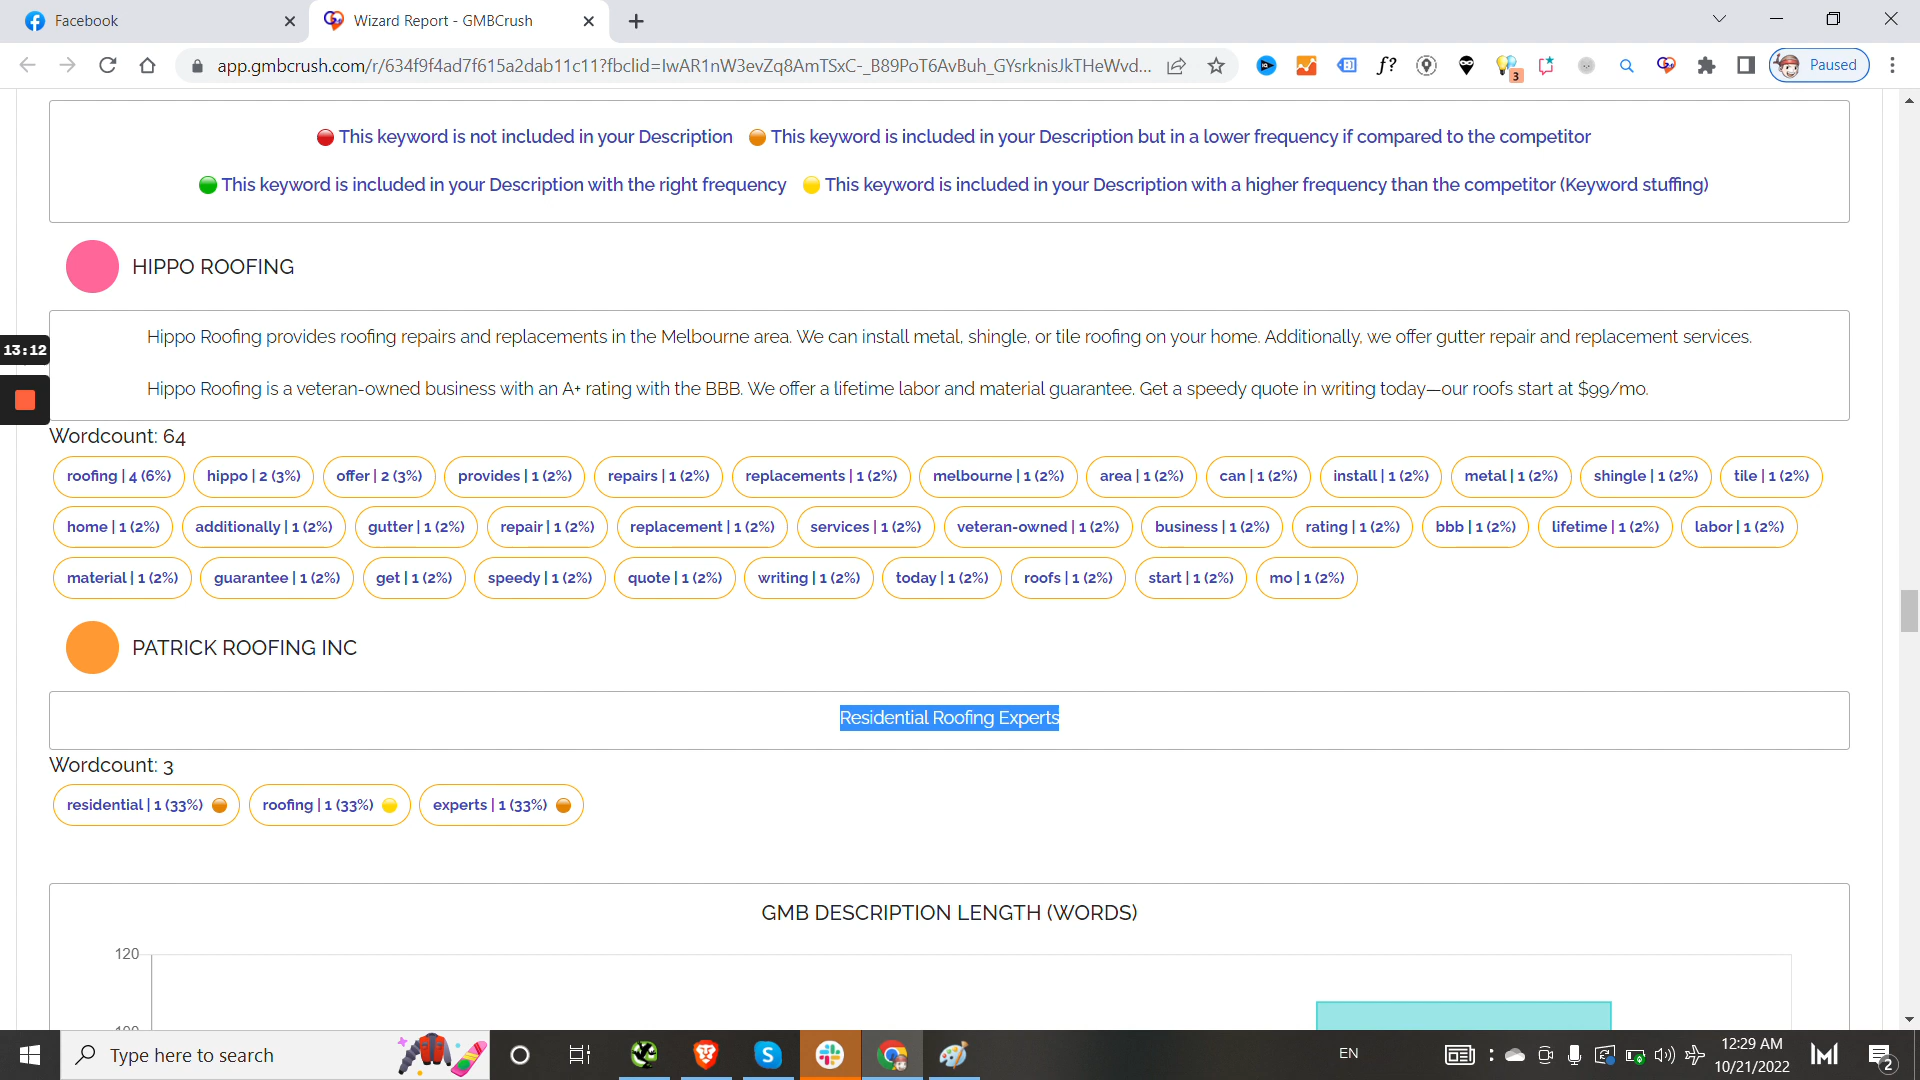 Facebook
Wizard Report - GMBCrush
app.gmbcrush.com/r/634f9f4ad7f615a2dab11c11?fbclid=IwAR1nW3evZq8AmTSxC-_B89PoT6AvBuh_GYsrknisJkTHeWvd...
f?
3
Paused
This keyword is not included in your Description
This keyword is included in your Description but in a lower frequency if compared to the competitor
This keyword is included in your Description with the right frequency
This keyword is included in your Description with a higher frequency than the competitor (Keyword stuffing)
HIPPO ROOFING
Hippo Roofing provides roofing repairs and replacements in the Melbourne area. We can install metal, shingle, or tile roofing on your home. Additionally, we offer gutter repair and replacement services.
13:12
Hippo Roofing is a veteran-owned business with an A+ rating with the BBB. We offer a lifetime labor and material guarantee. Get a speedy quote in writing today—our roofs start at $99/mo.
Wordcount: 64
roofing | 4 (6%) hippo | 2 (3%) offer | 2 (3%) provides | 1 (2%) repairs | 1 (2%) replacements | 1 (2%) melbourne | 1 (2%) area | 1 (2%) can | 1 (2%) install | 1 (2%) metal | 1 (2%) shingle | 1 (2%) tile | 1 (2%)
home | 1 (2%) additionally | 1 (2%) gutter | 1 (2%) repair | 1 (2%) replacement | 1 (2%) services | 1 (2%) veteran-owned | 1 (2%) business | 1 (2%) rating | 1 (2%) bbb | 1 (2%) lifetime | 1 (2%) labor | 1 (2%)
material | 1 (2%) guarantee | 1 (2%) get | 1 (2%) speedy | 1 (2%) quote | 1 (2%) writing | 1 (2%) today | 1 (2%) roofs | 1 (2%) start | 1 (2%) mo | 1 (2%)
PATRICK ROOFING INC
Residential Roofing Experts
Wordcount: 3
residential | 1 (33%) roofing | 1 (33%) experts | 1 (33%)
GMB DESCRIPTION LENGTH (WORDS)
120
100
Type here to search
EN
12:29 AM
10/21/2022
2